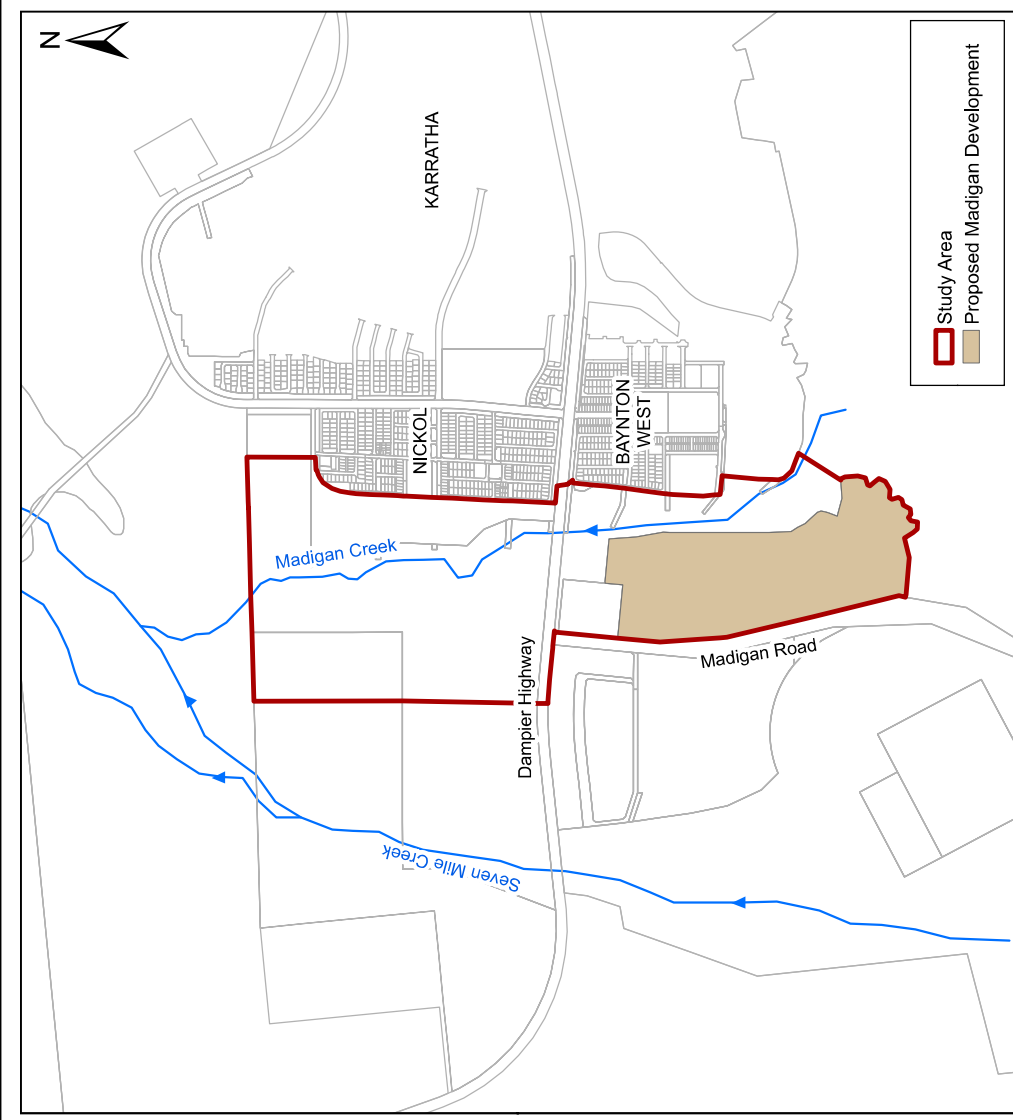 N
KARRATHA
NICKOL
BAYNTON
WEST
Madigan Creek
Dampier Highway
Madigan Road
Seven Mile Creek
Study Area
Proposed Madigan Development